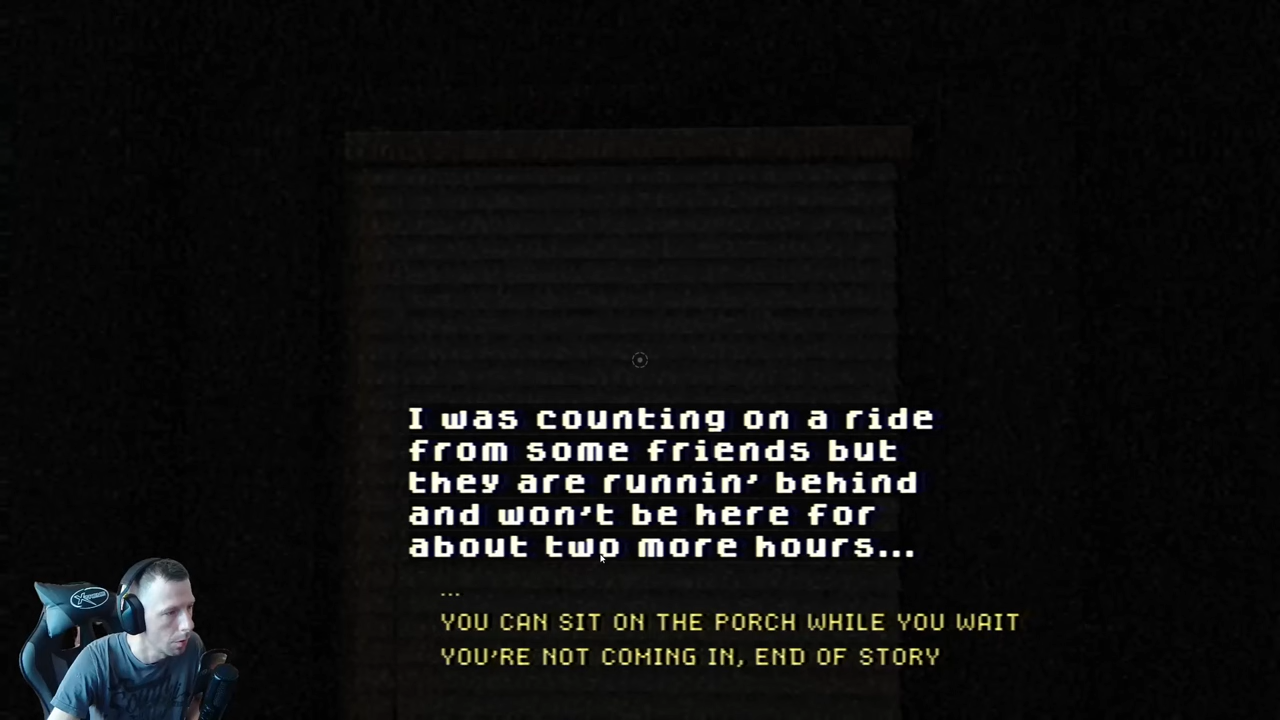 I was counting on a ride
from some friends but
they are runnin' behind
and won't be here for
about two more hours...
...
YOU CAN SIT ON THE PORCH WHILE YOU WAIT
YOU'RE NOT COMING IN, END OF STORY